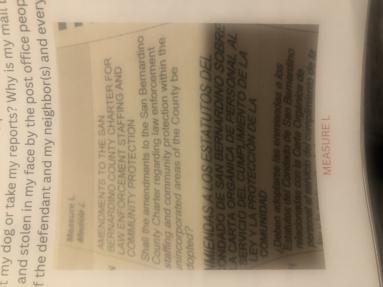 t my dog or take my reports? Why is my mail
and stolen in my face by the post office peop
f the defendant and my neighbor(s) and every
Measure L
AMENDMENTS TO THE SAN
BERNARDINO COUNTY CHARTER FOR
LAW ENFORCEMENT STAFFING AND
COMMUNITY PROTECTION
Shall the amendments to the San Bernardino
County Charter regarding law enforcement
staffing and community protection within the
unincorporated areas of the County be
dopted?
MIENDAS A LOS ESTATUTOS DEL
ONDADO DE SAN BERNARDINO SOBRE
A CARTA ORGÁNICA DE PERSONAL AL
SERVICIO DEL CUMPLIMIENTO DE LA
LEY Y PROTECCIÓN DE LA
COMUNIDAD
¿Deben adoptarse las enmiendas a los
Estatutos del Condado de San Bernardino
MEASURE L